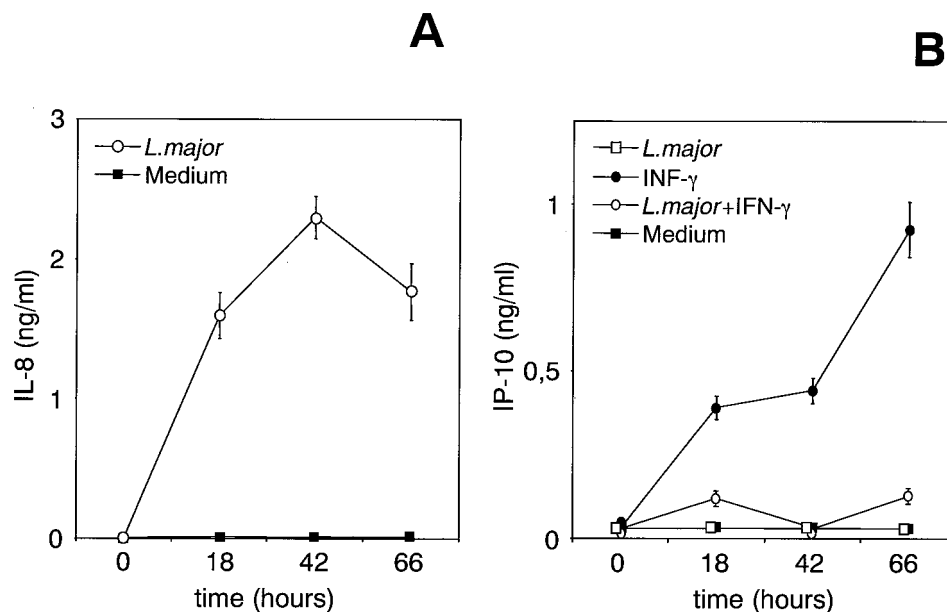 A
3
2
1
0
IL-8 (ng/ml)
L.major
Medium
0 18 42 66
time (hours)
B
1
0,5
0
IP-10 (ng/ml)
L.major
INF-γ
L.major+IFN-γ
Medium
0 18 42 66
time (hours)